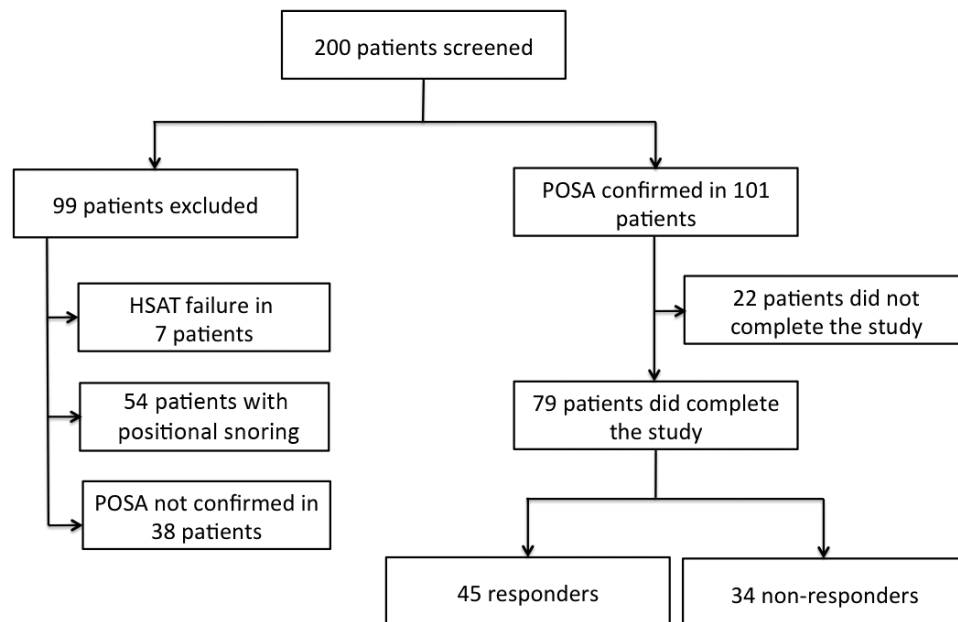 200 patients screened
99 patients excluded
POSA confirmed in 101
patients
HSAT failure in
7 patients
22 patients did not
complete the study
54 patients with
positional snoring
79 patients did complete
the study
POSA not confirmed in
38 patients
45 responders
34 non-responders